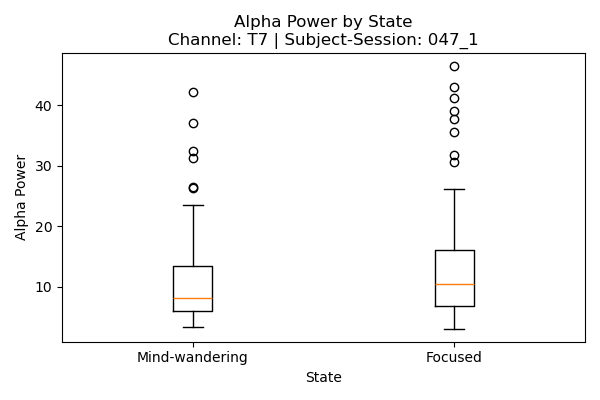 Alpha Power by State
Channel: T7 | Subject-Session: 047_1
Alpha Power
40
30
20
10
Mind-wandering
Focused
State